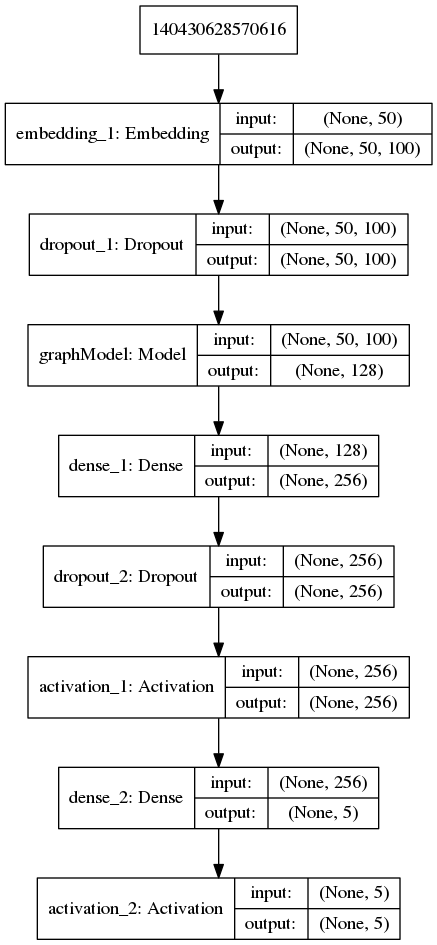 140430628570616
embedding_1: Embedding
input:
(None, 50)
output:
(None, 50, 100)
dropout_1: Dropout
input:
(None, 50, 100)
output:
(None, 50, 100)
graphModel: Model
input:
(None, 50, 100)
output:
(None, 128)
dense_1: Dense
input:
(None, 128)
output:
(None, 256)
dropout_2: Dropout
input:
(None, 256)
output:
(None, 256)
activation_1: Activation
input:
(None, 256)
output:
(None, 256)
dense_2: Dense
input:
(None, 256)
output:
(None, 5)
activation_2: Activation
input:
(None, 5)
output:
(None, 5)